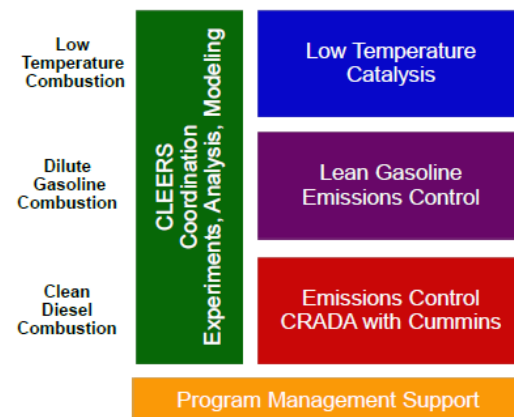 Low
Temperature
Combustion
Dilute
Gasoline
Combustion
Clean
Diesel
Combustion
CLEERS
Coordination
Experiments, Analysis, Modeling
Low Temperature
Catalysis
Lean Gasoline
Emissions Control
Emissions Control
CRADA with Cummins
Program Management Support